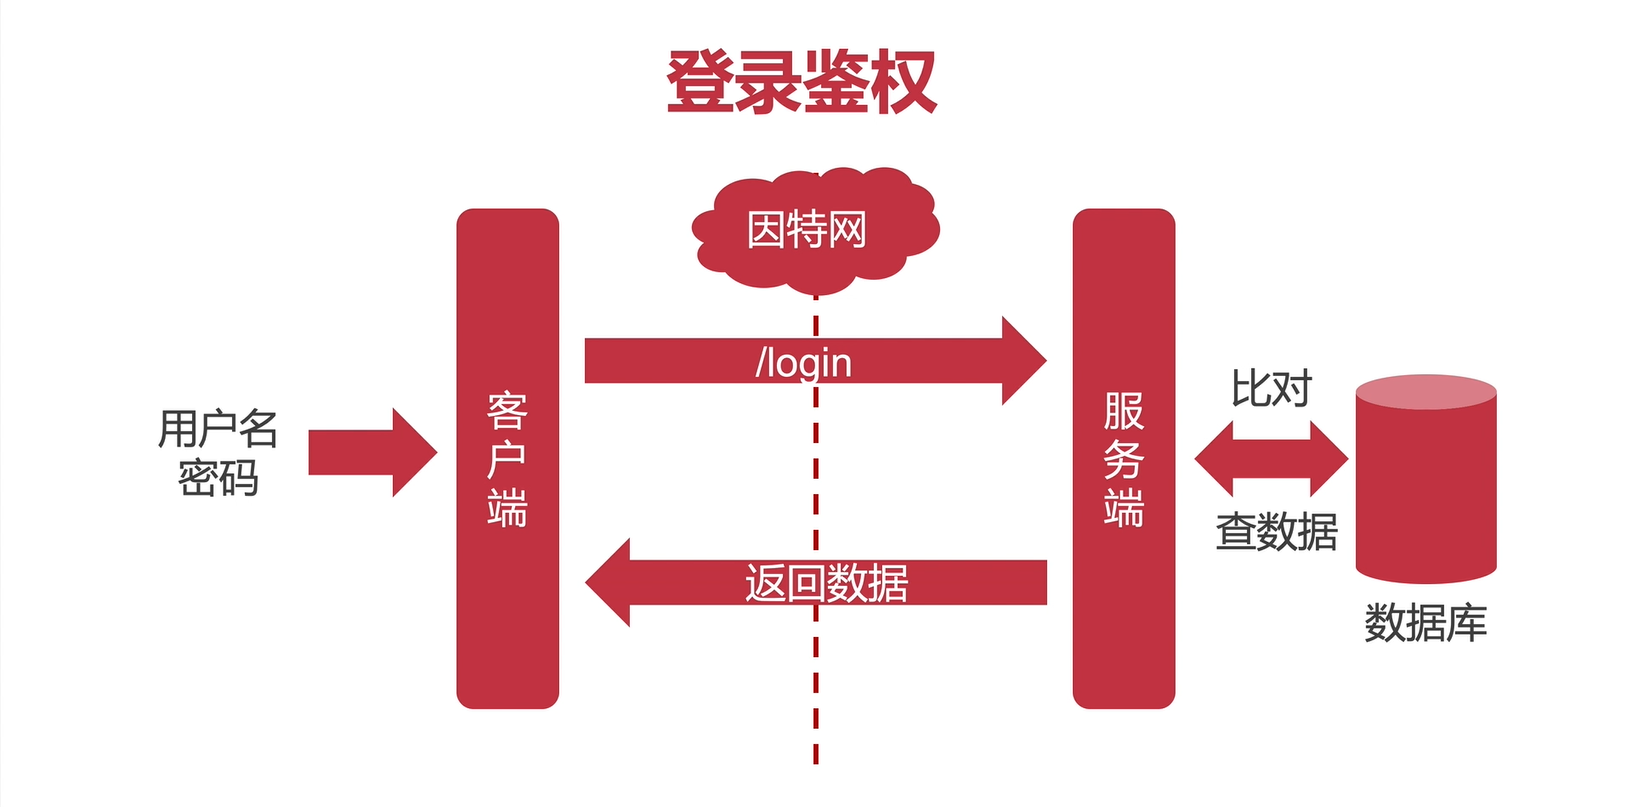 登录鉴权
因特网
/login
用户名
密码
客户端
服务端
比对
查数据
返回数据
数据库